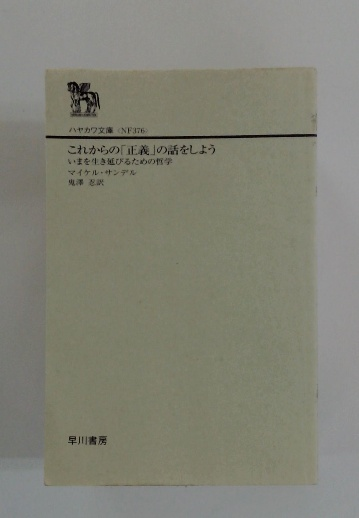 ハヤカワ文庫〈NF376〉
これからの「正義」の話をしよう
いまを生き延びるための哲学
マイケル・サンデル
鬼澤 忍訳
早川書房